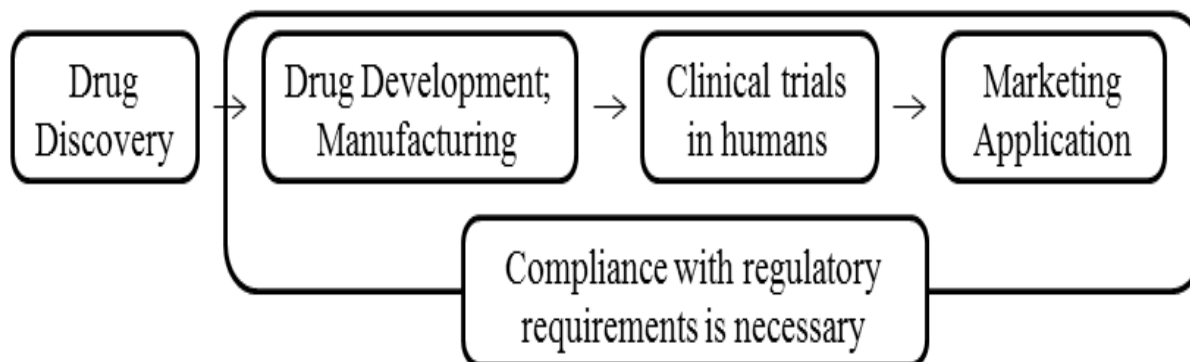 Drug
Discovery
Drug Development;
Manufacturing
Clinical trials
in humans
Marketing
Application
Compliance with regulatory
requirements is necessary